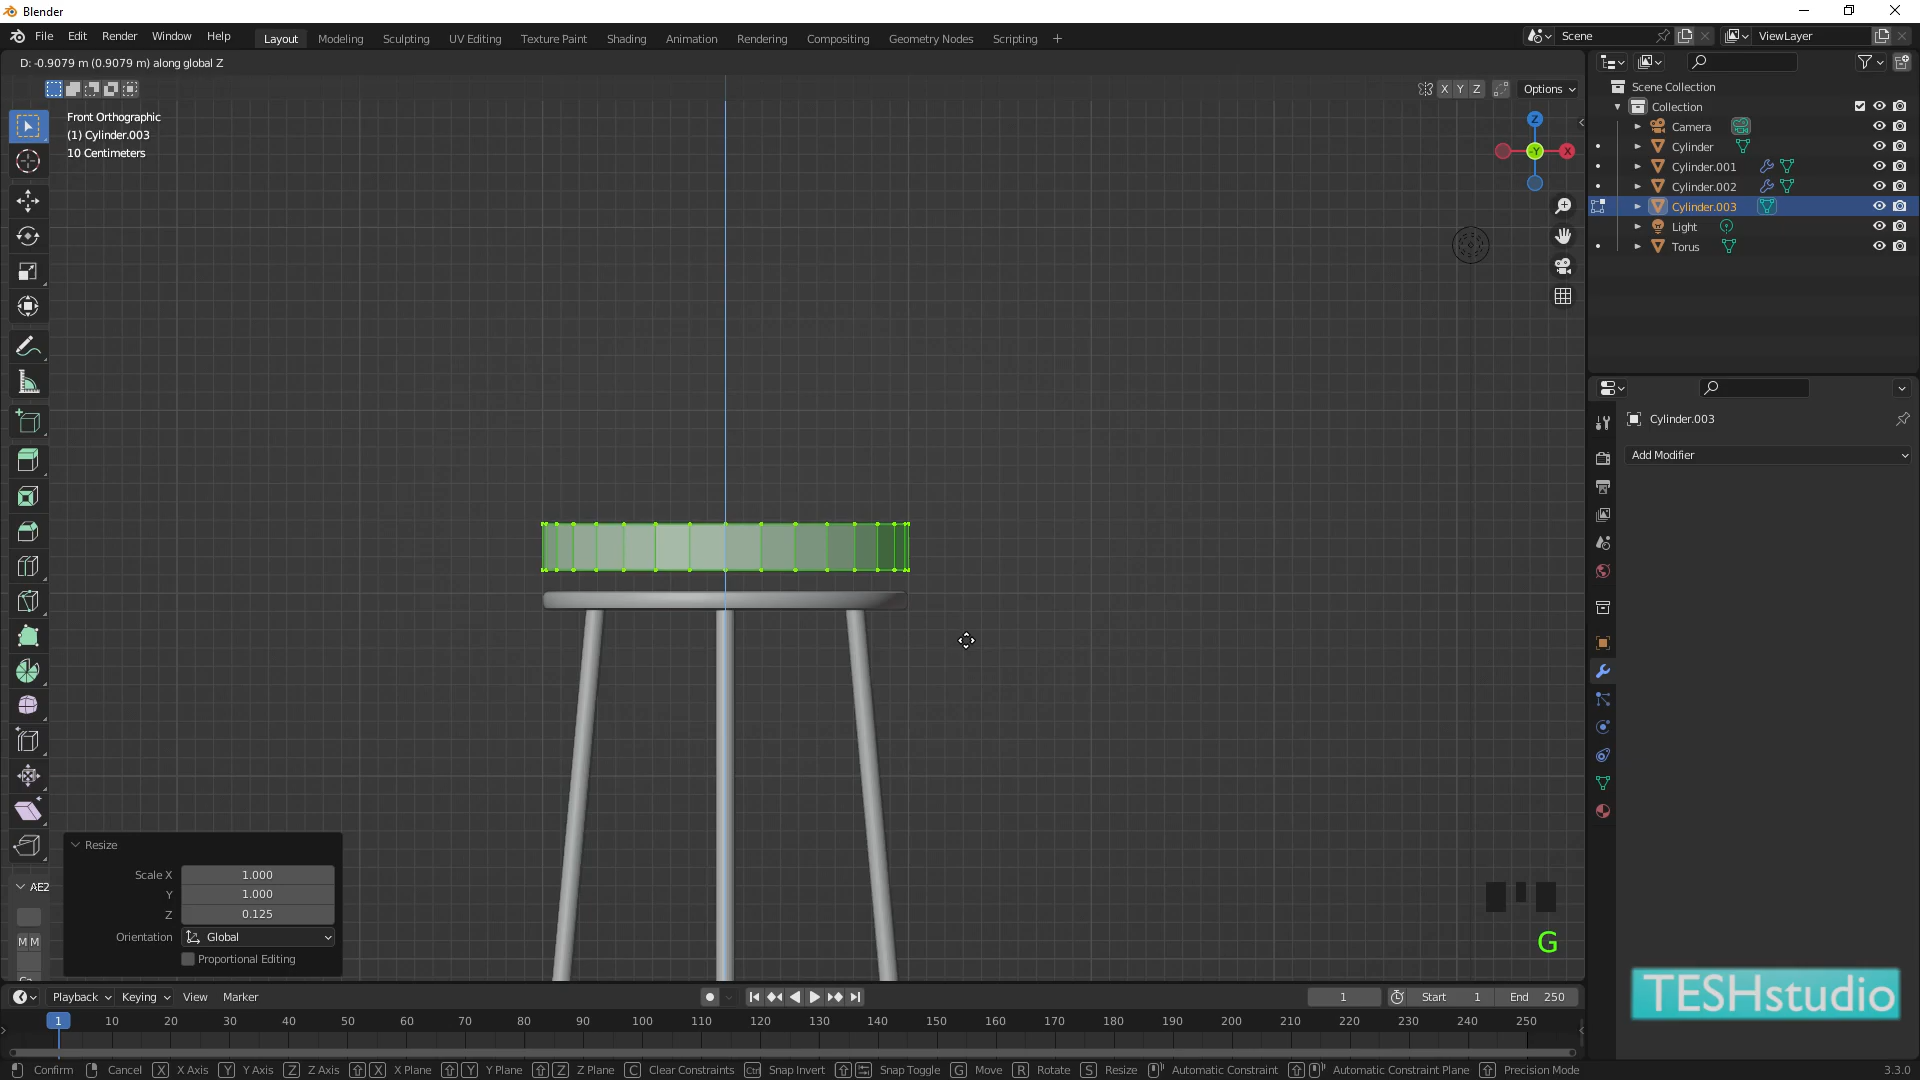 Blender
File Edit Render Window Help
Layout Modeling Sculpting UV Editing Texture Paint Shading Animation Rendering Compositing Geometry Nodes Scripting +
Scene
ViewLayer
D: -0.9079 m (0.9079 m) along global Z
X Y Z
Options
Front Orthographic
(1) Cylinder.003
10 Centimeters
Z
-Y
X
Scene Collection
Collection
Camera
Cylinder
Cylinder.001
Cylinder.002
Cylinder.003
Light
Torus
Cylinder.003
Add Modifier
Resize
Scale X 1.000
Y 1.000
Z 0.125
Orientation Global
Proportional Editing
AE2
M M
G
TESHstudio
Playback Keying View Marker
1
Start 1
End 250
1 10 20 30 40 50 60 70 80 90 100 110 120 130 140 150 160 170 180 190 200 210 220 230 240 250
Confirm Cancel X X Axis Y Y Axis Z Z Axis X X Plane Y Y Plane Z Z Plane C Clear Constraints Ctrl Snap Invert Snap Toggle G Move R Rotate S Resize Automatic Constraint Automatic Constraint Plane Precision Mode
3.3.0